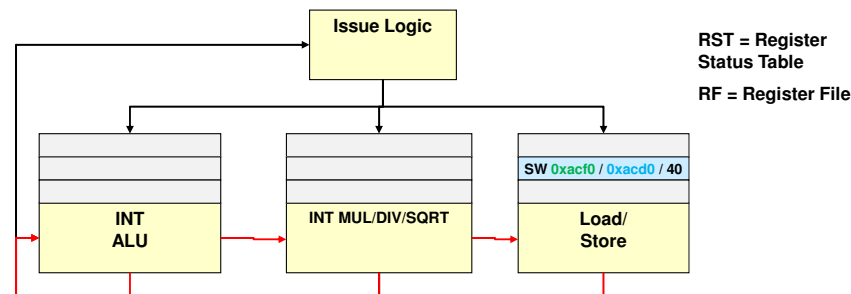 Issue Logic
RST = Register
Status Table
RF = Register File
SW 0xacf0 / 0xacd0 / 40
INT
ALU
INT MUL/DIV/SQRT
Load/
Store